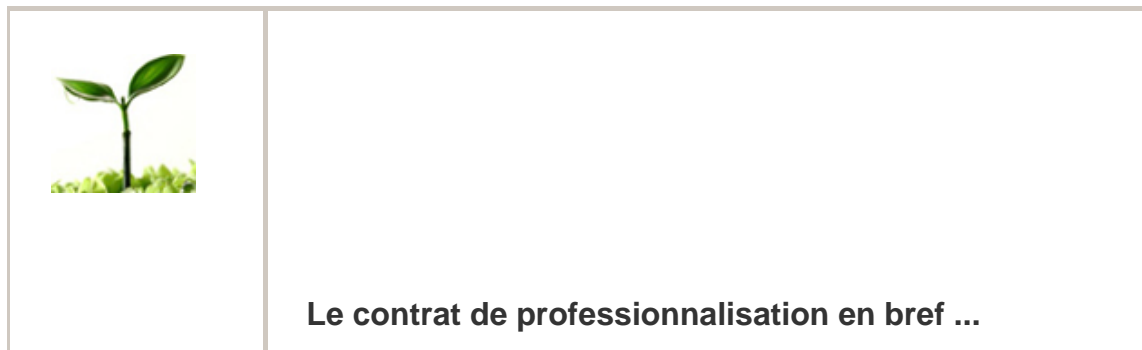 Le contrat de professionnalisation en bref ...